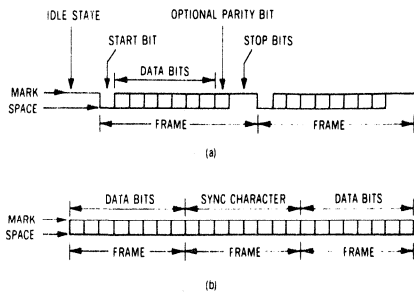 IDLE STATE
OPTIONAL PARITY BIT
START BIT
STOP BITS
DATA BITS
MARK
SPACE
FRAME FRAME
(a)
DATA BITS SYNC CHARACTER DATA BITS
MARK
SPACE
FRAME FRAME FRAME
(b)